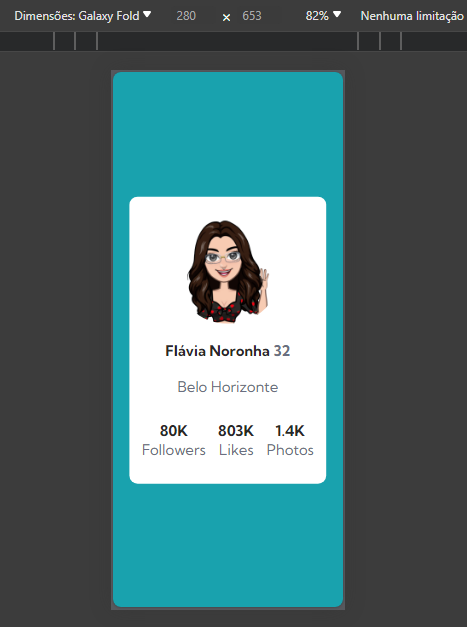 Dimensões: Galaxy Fold 280 × 653 82% Nenhuma limitação
Flávia Noronha 32
Belo Horizonte
80K 803K 1.4K
Followers Likes Photos